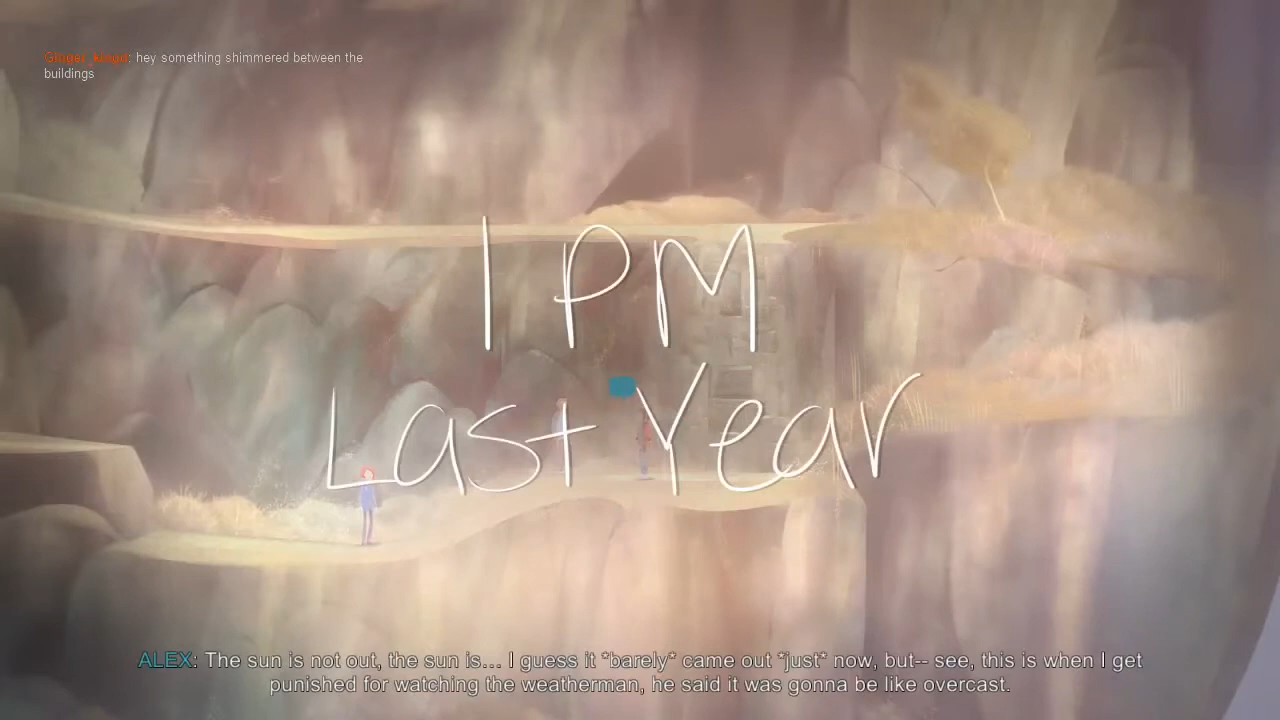 : hey something shimmered between the
buildings
1 PM
Last Year
ALEX: The sun is not out, the sun is... I guess it *barely* came out *just* now, but-- see, this is when I get
punished for watching the weatherman, he said it was gonna be like overcast.